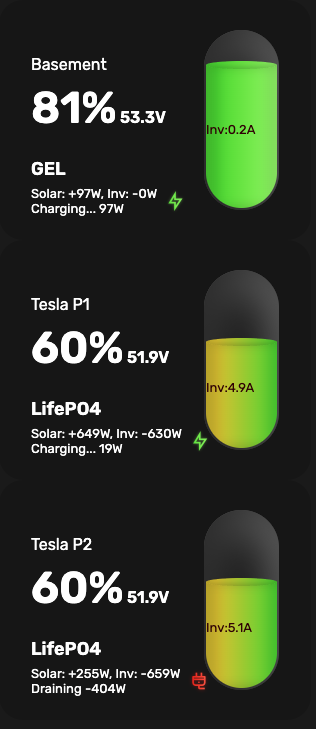 Basement
81% 53.3V
Inv:0.2A
GEL
Solar: +97W, Inv: -0W
Charging... 97W
Tesla P1
60% 51.9V
Inv:4.9A
LifePO4
Solar: +649W, Inv: -630W
Charging... 19W
Tesla P2
60% 51.9V
Inv:5.1A
LifePO4
Solar: +255W, Inv: -659W
Draining -404W